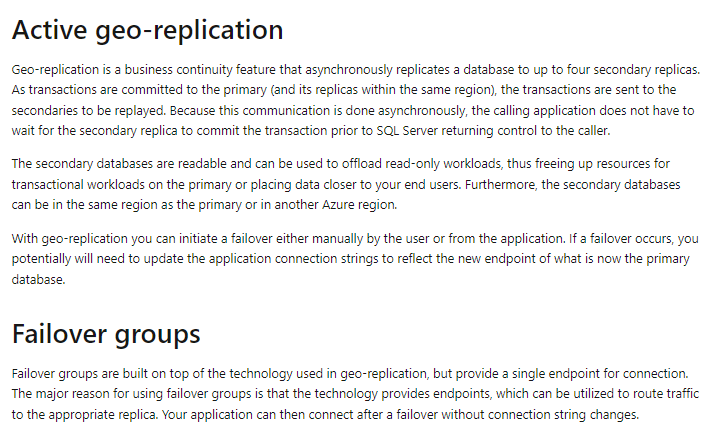 Active geo-replication
Geo-replication is a business continuity feature that asynchronously replicates a database to up to four secondary replicas.
As transactions are committed to the primary (and its replicas within the same region), the transactions are sent to the
secondaries to be replayed. Because this communication is done asynchronously, the calling application does not have to
wait for the secondary replica to commit the transaction prior to SQL Server returning control to the caller.
The secondary databases are readable and can be used to offload read-only workloads, thus freeing up resources for
transactional workloads on the primary or placing data closer to your end users. Furthermore, the secondary databases
can be in the same region as the primary or in another Azure region.
With geo-replication you can initiate a failover either manually by the user or from the application. If a failover occurs, you
potentially will need to update the application connection strings to reflect the new endpoint of what is now the primary
database.
Failover groups
Failover groups are built on top of the technology used in geo-replication, but provide a single endpoint for connection.
The major reason for using failover groups is that the technology provides endpoints, which can be utilized to route traffic
to the appropriate replica. Your application can then connect after a failover without connection string changes.